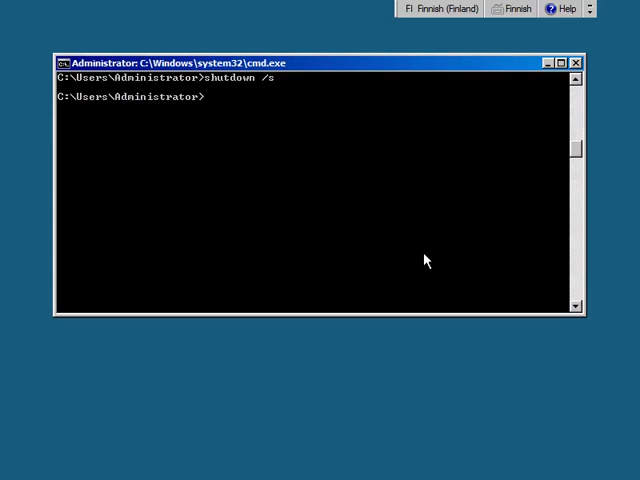 FI Finnish (Finland) Finnish Help
Administrator: C:\Windows\system32\cmd.exe
C:\Users\Administrator>shutdown /s
C:\Users\Administrator>